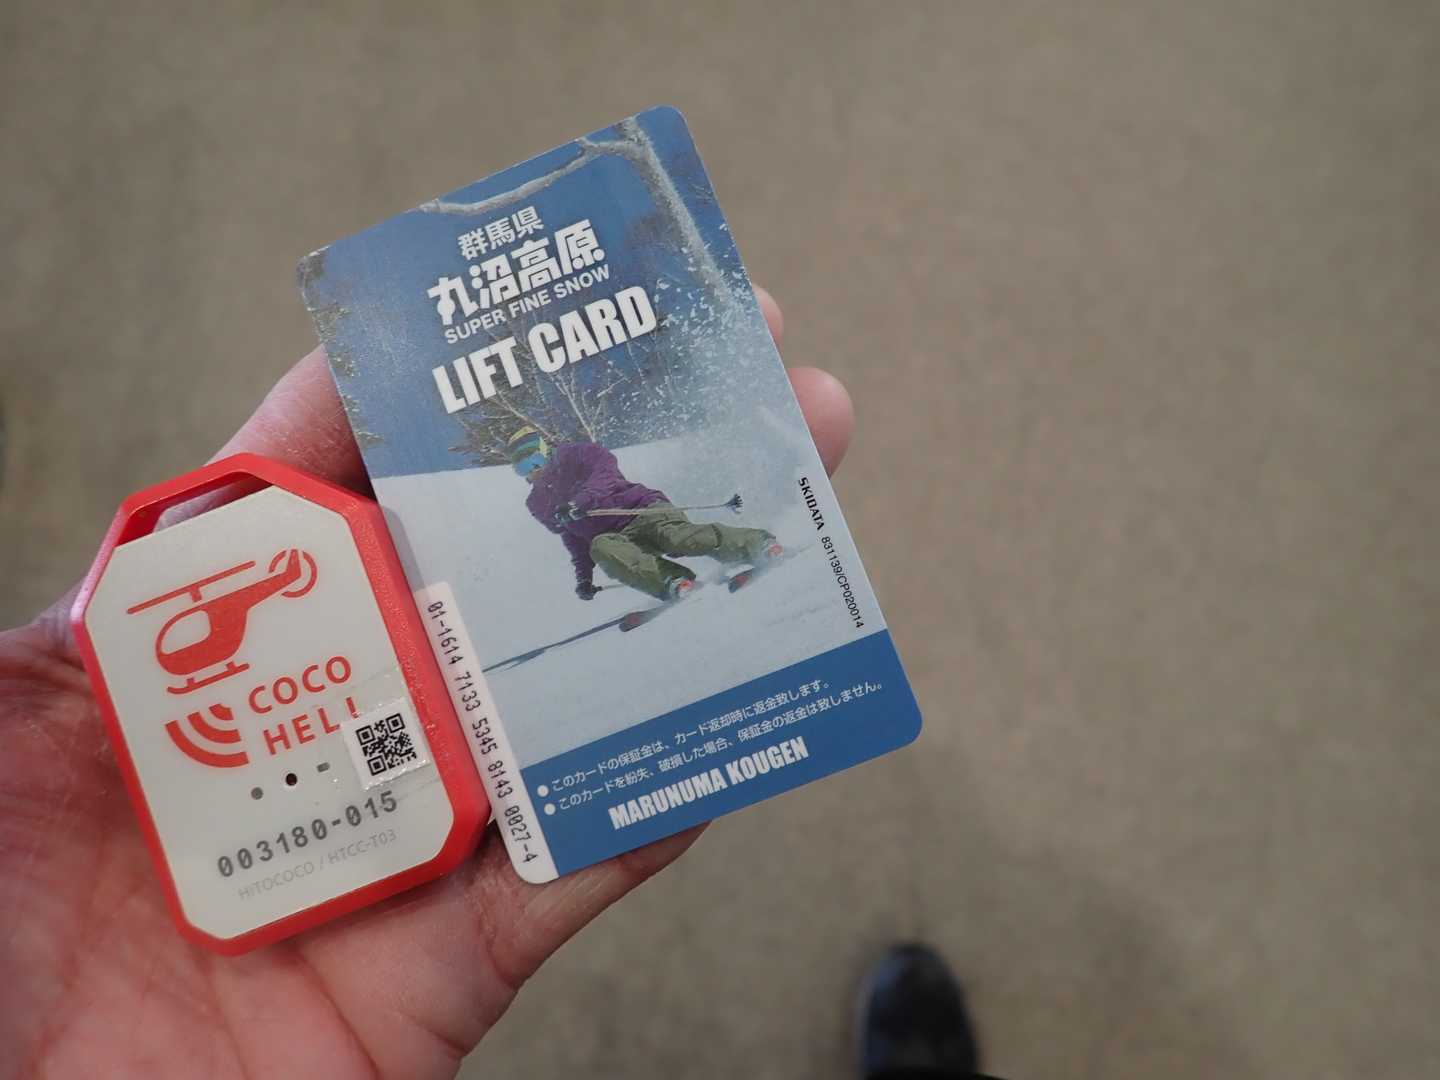 群馬県
丸沼高原
SUPER FINE SNOW
LIFT CARD
SKIDATA 831139/CP020014
01-1614 7133 5345 8143 0027-4
●このカードの保証金は、カード返却時に返金致します。
●このカードを紛失、破損した場合、保証金の返金は致しません。
MARUNUMA KOUGEN
COCO
HELI
003180-015
HITOCOCO / HTCC-T03